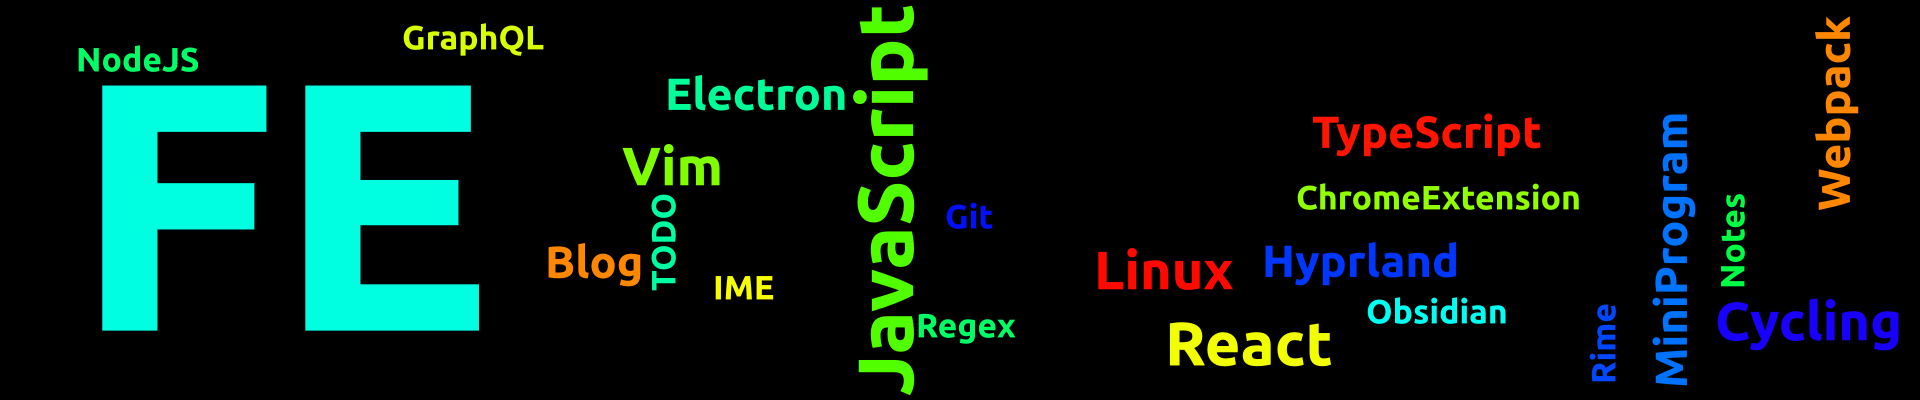 NodeJS
GraphQL
FE
Electron
Vim
TODO
Blog
IME
JavaScript
Git
Regex
TypeScript
ChromeExtension
Linux
Hyprland
Obsidian
React
Rime
MiniProgram
Notes
Webpack
Cycling